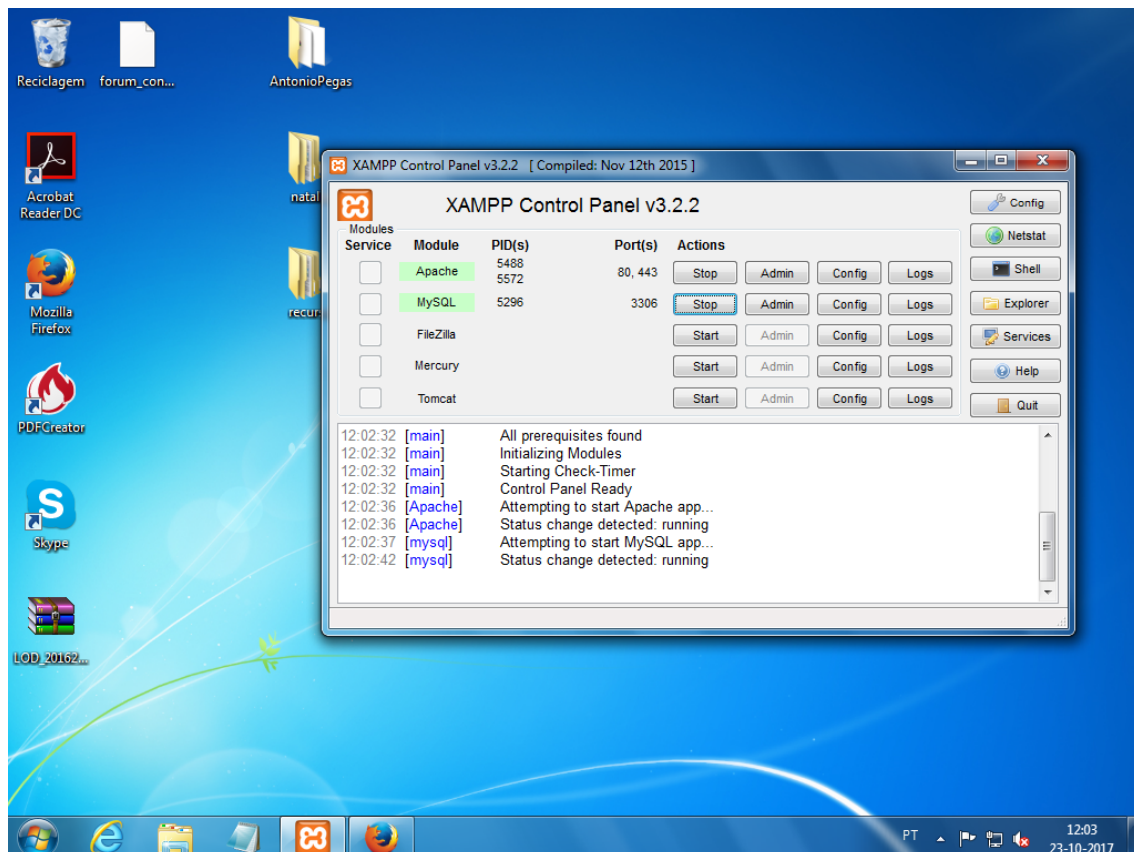 Reciclagem
forum_con...
AntonioPegas
Acrobat
Reader DC
natal
Mozilla
Firefox
recur
PDFCreator
Skype
LOD_20162...
XAMPP Control Panel v3.2.2 [ Compiled: Nov 12th 2015 ]
XAMPP Control Panel v3.2.2
Modules
Service Module PID(s) Port(s) Actions
Apache 5488 5572 80, 443 Stop Admin Config Logs
MySQL 5296 3306 Stop Admin Config Logs
FileZilla Start Admin Config Logs
Mercury Start Admin Config Logs
Tomcat Start Admin Config Logs
Config
Netstat
Shell
Explorer
Services
Help
Quit
12:02:32 [main] All prerequisites found
12:02:32 [main] Initializing Modules
12:02:32 [main] Starting Check-Timer
12:02:32 [main] Control Panel Ready
12:02:36 [Apache] Attempting to start Apache app...
12:02:36 [Apache] Status change detected: running
12:02:37 [mysql] Attempting to start MySQL app...
12:02:42 [mysql] Status change detected: running
PT
12:03
23-10-2017